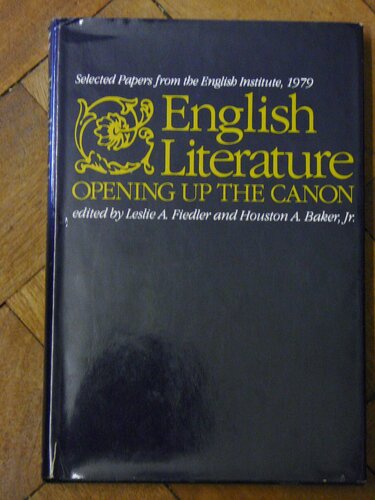 Selected Papers from the English Institute, 1979
English
Literature
OPENING UP THE CANON
edited by Leslie A. Fiedler and Houston A. Baker, Jr.